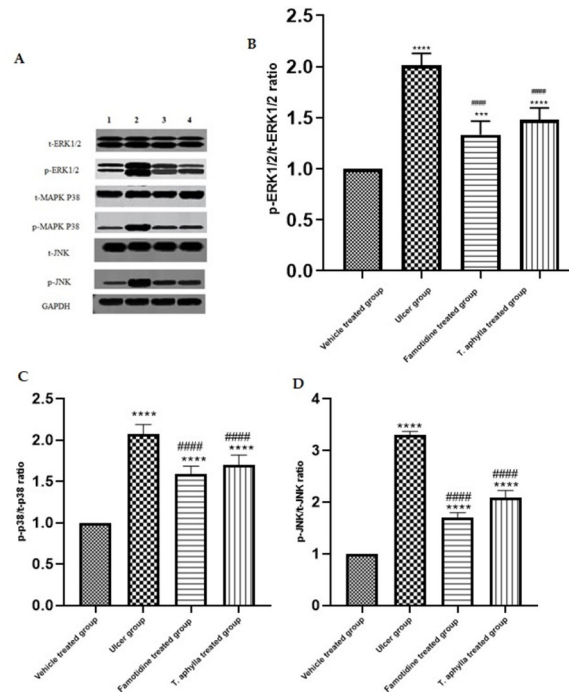 A
1 2 3 4
t-ERK1/2
p-ERK1/2
t-MAPK P38
p-MAPK P38
t-JNK
p-JNK
GAPDH
B
p-ERK1/2/t-ERK1/2 ratio
2.5
2.0
1.5
1.0
0.5
0.0
****
####
***
####
****
Vehicle treated group
Ulcer group
Famotidine treated group
T. aphylla treated group
C
p-p38/t-p38 ratio
2.5
2.0
1.5
1.0
0.5
0.0
****
####
****
####
****
Vehicle treated group
Ulcer group
Famotidine treated group
T. aphylla treated group
D
p-JNK/t-JNK ratio
4
3
2
1
0
****
####
****
####
****
Vehicle treated group
Ulcer group
Famotidine treated group
T. aphylla treated group